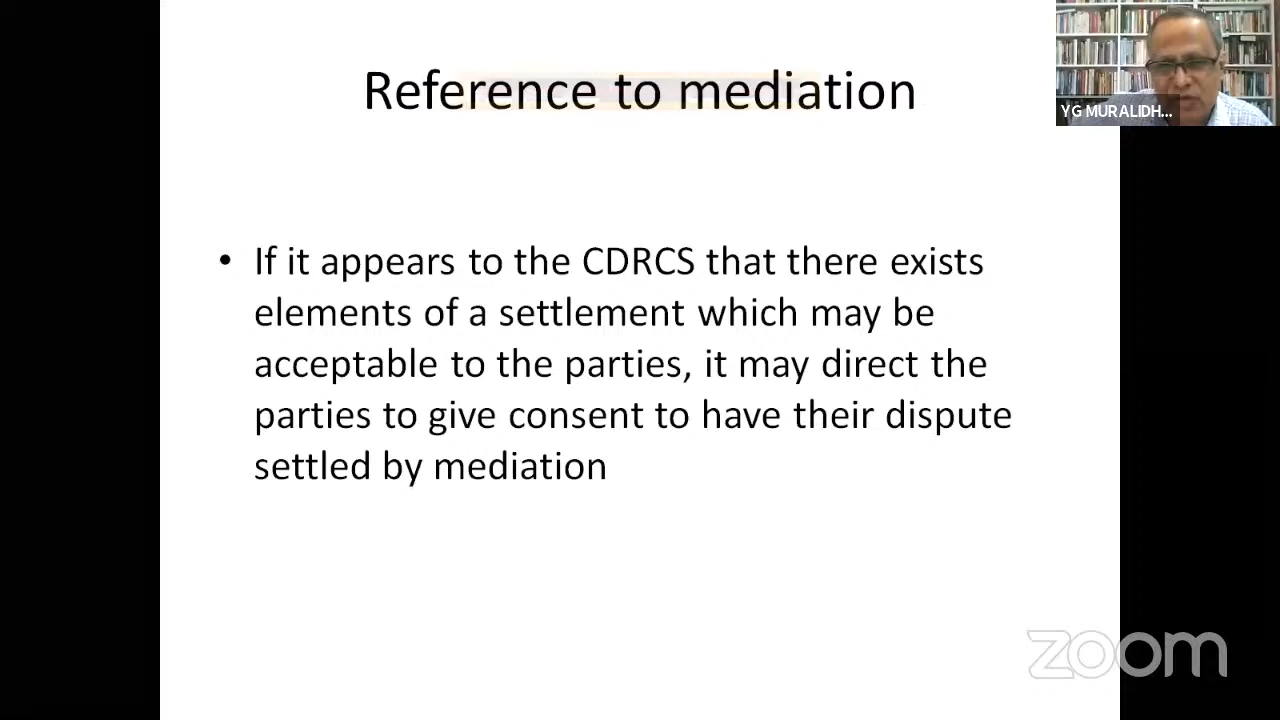 Reference to mediation
YG MURALIDH...
• If it appears to the CDRCS that there exists
elements of a settlement which may be
acceptable to the parties, it may direct the
parties to give consent to have their dispute
settled by mediation
zoom